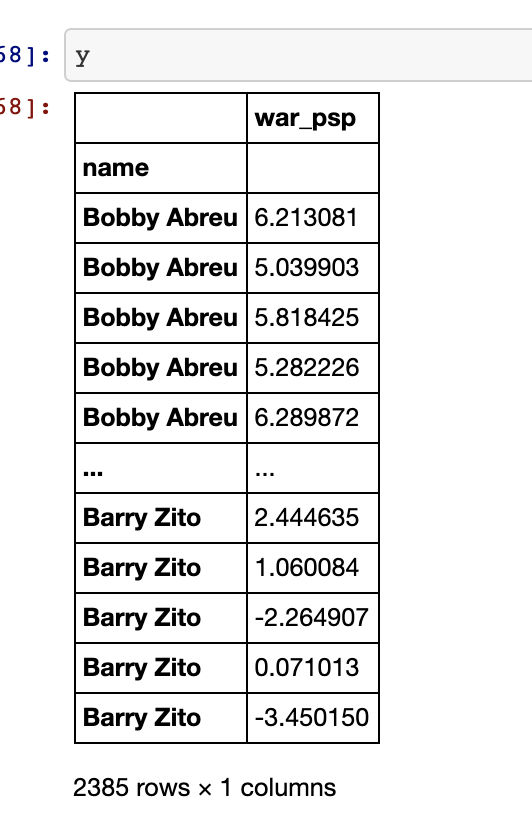 58]: y
58]: war_psp
name
Bobby Abreu 6.213081
Bobby Abreu 5.039903
Bobby Abreu 5.818425
Bobby Abreu 5.282226
Bobby Abreu 6.289872
... ...
Barry Zito 2.444635
Barry Zito 1.060084
Barry Zito -2.264907
Barry Zito 0.071013
Barry Zito -3.450150
2385 rows × 1 columns